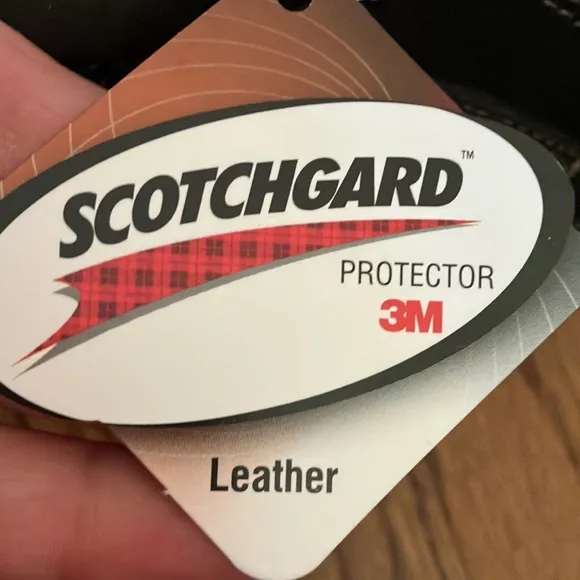 SCOTCHGARD™
PROTECTOR
3M
Leather